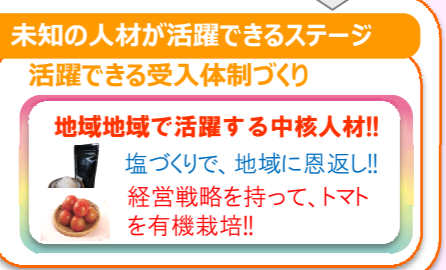 未知の人材が活躍できるステージ
活躍できる受入体制づくり
地域地域で活躍する中核人材!!
塩づくりで、地域に恩返し!!
経営戦略を持って、トマト
を有機栽培!!